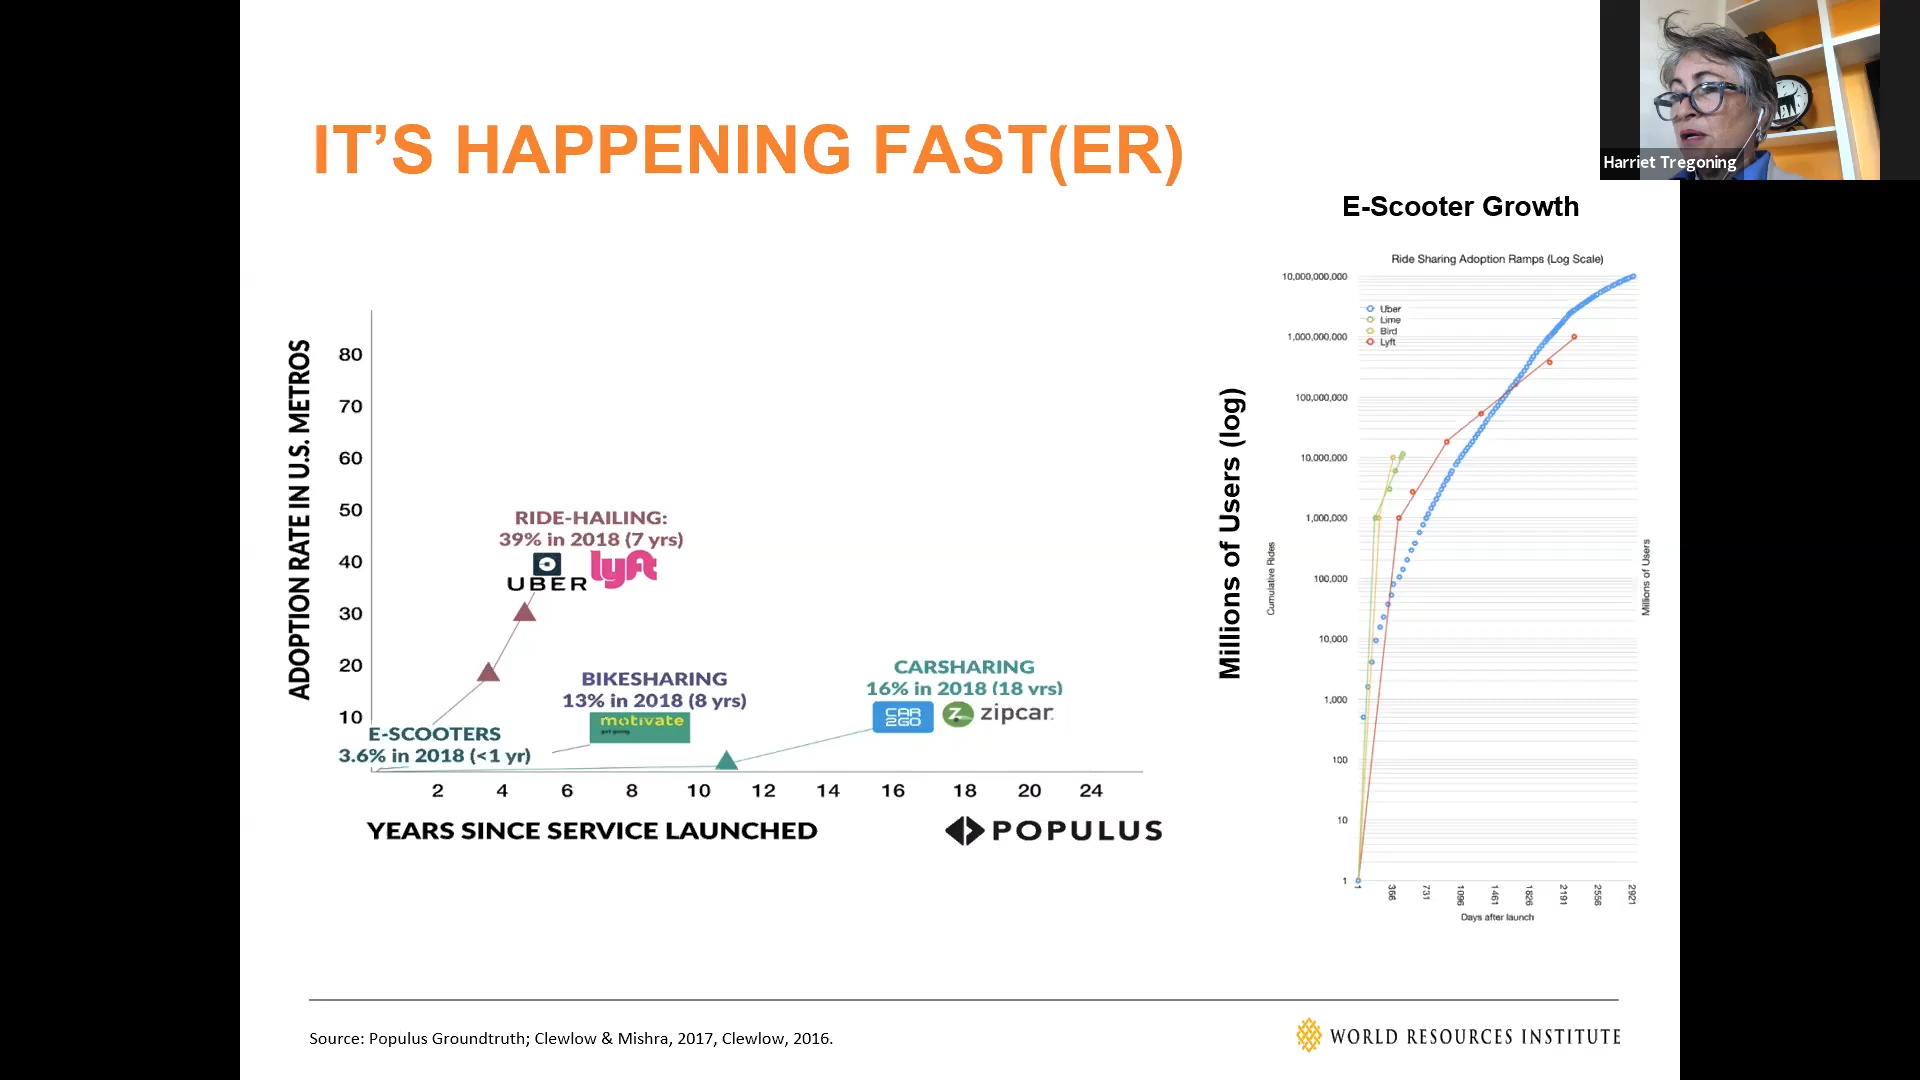 IT'S HAPPENING FAST(ER)
Harriet Tregoning
ADOPTION RATE IN U.S. METROS
80
70
60
50
40
30
20
10
RIDE-HAILING:
39% in 2018 (7 yrs)
UBER
lyft
BIKESHARING
13% in 2018 (8 yrs)
motivate
get going
CARSHARING
16% in 2018 (18 yrs)
CAR
2GO
Z
zipcar.
E-SCOOTERS
3.6% in 2018 (<1 yr)
2 4 6 8 10 12 14 16 18 20 24
YEARS SINCE SERVICE LAUNCHED
POPULUS
E-Scooter Growth
Ride Sharing Adoption Ramps (Log Scale)
Millions of Users (log)
Cumulative Rides
10,000,000,000
1,000,000,000
100,000,000
10,000,000
1,000,000
100,000
10,000
1,000
100
10
1
Uber
Lime
Bird
Lyft
Millions of Users
1 366 731 1096 1461 1826 2191 2556 2921
Days after launch
Source: Populus Groundtruth; Clewlow & Mishra, 2017, Clewlow, 2016.
WORLD RESOURCES INSTITUTE